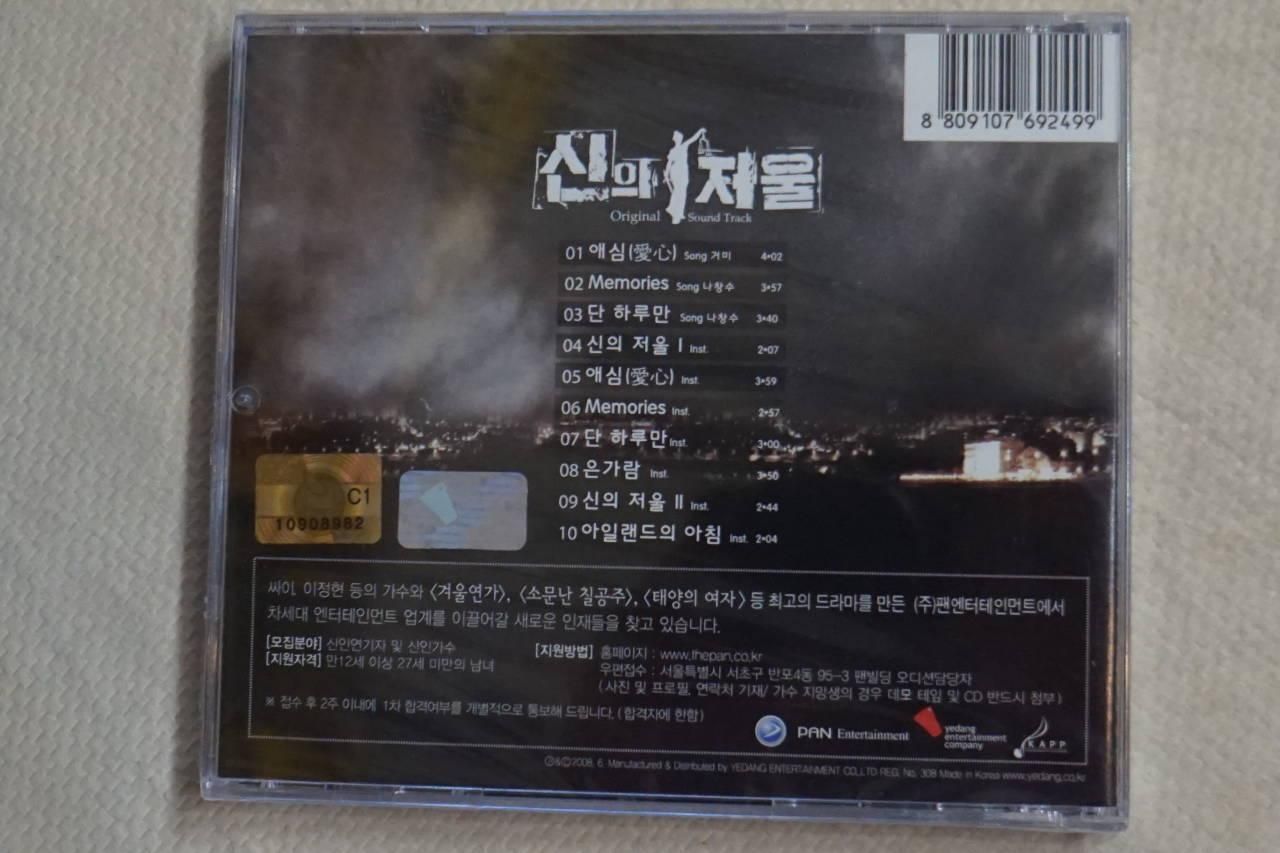 8 809107 692499
신의 저울
Original Sound Track
01 애심(愛心) Song 거미 4•02
02 Memories Song 나창수 3•57
03 단 하루만 Song 나창수 3•40
04 신의 저울 I Inst. 2•07
05 애심(愛心) Inst. 3•59
06 Memories Inst. 2•57
07 단 하루만 Inst. 3•00
08 은가람 Inst. 3•50
09 신의 저울 II Inst. 2•44
10 아일랜드의 아침 Inst. 2•04
C1
10908982
싸이, 이정현 등의 가수와 <겨울연가>, <소문난 칠공주>, <태양의 여자> 등 최고의 드라마를 만든 (주)팬엔터테인먼트에서
차세대 엔터테인먼트 업계를 이끌어갈 새로운 인재들을 찾고 있습니다.
[모집분야] 신인연기자 및 신인가수
[지원자격] 만12세 이상 27세 미만의 남녀
[지원방법] 홈페이지 : www.thepan.co.kr
우편접수 : 서울특별시 서초구 반포4동 95-3 팬빌딩 오디션담당자
(사진 및 프로필, 연락처 기재/ 가수 지망생의 경우 데모 테잎 및 CD 반드시 첨부)
※ 접수 후 2주 이내에 1차 합격여부를 개별적으로 통보해 드립니다. (합격자에 한함)
PAN Entertainment
yedang
entertainment
company
KAPP
℗&©2008. 6. Manufactured & Distributed by YEDANG ENTERTAINMENT CO.,LTD REG. No. 308 Made in Korea www.yedang.co.kr